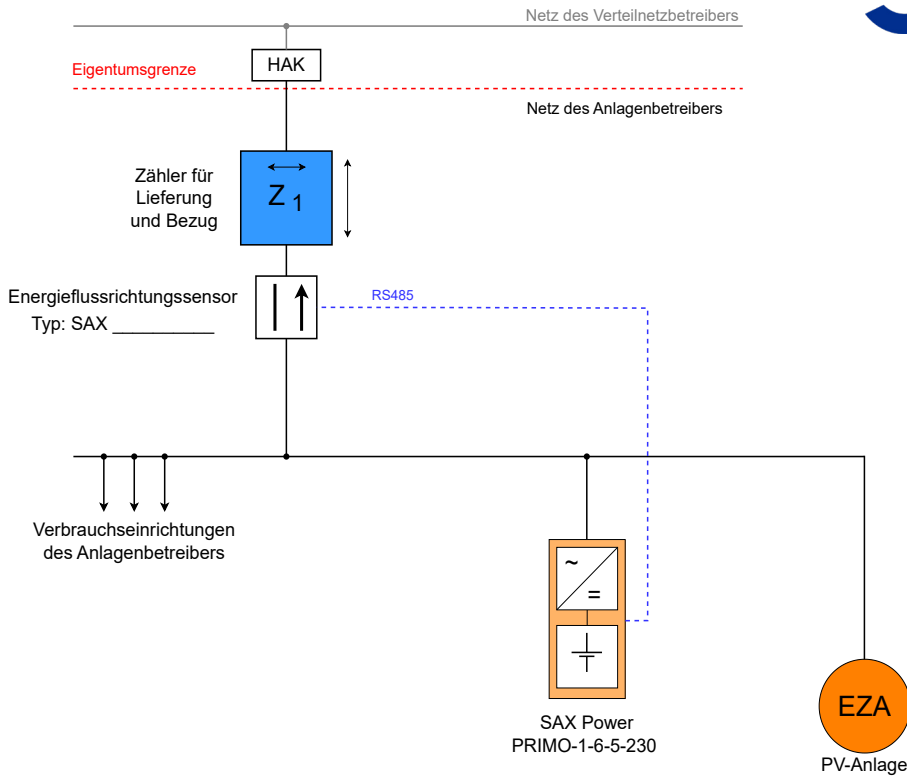 Netz des Verteilnetzbetreibers
HAK
Eigentumsgrenze
Netz des Anlagenbetreibers
Zähler für
Lieferung
und Bezug
Z 1
Energieflussrichtungssensor
Typ: SAX __________
RS485
Verbrauchseinrichtungen
des Anlagenbetreibers
~
=
SAX Power
PRIMO-1-6-5-230
EZA
PV-Anlage